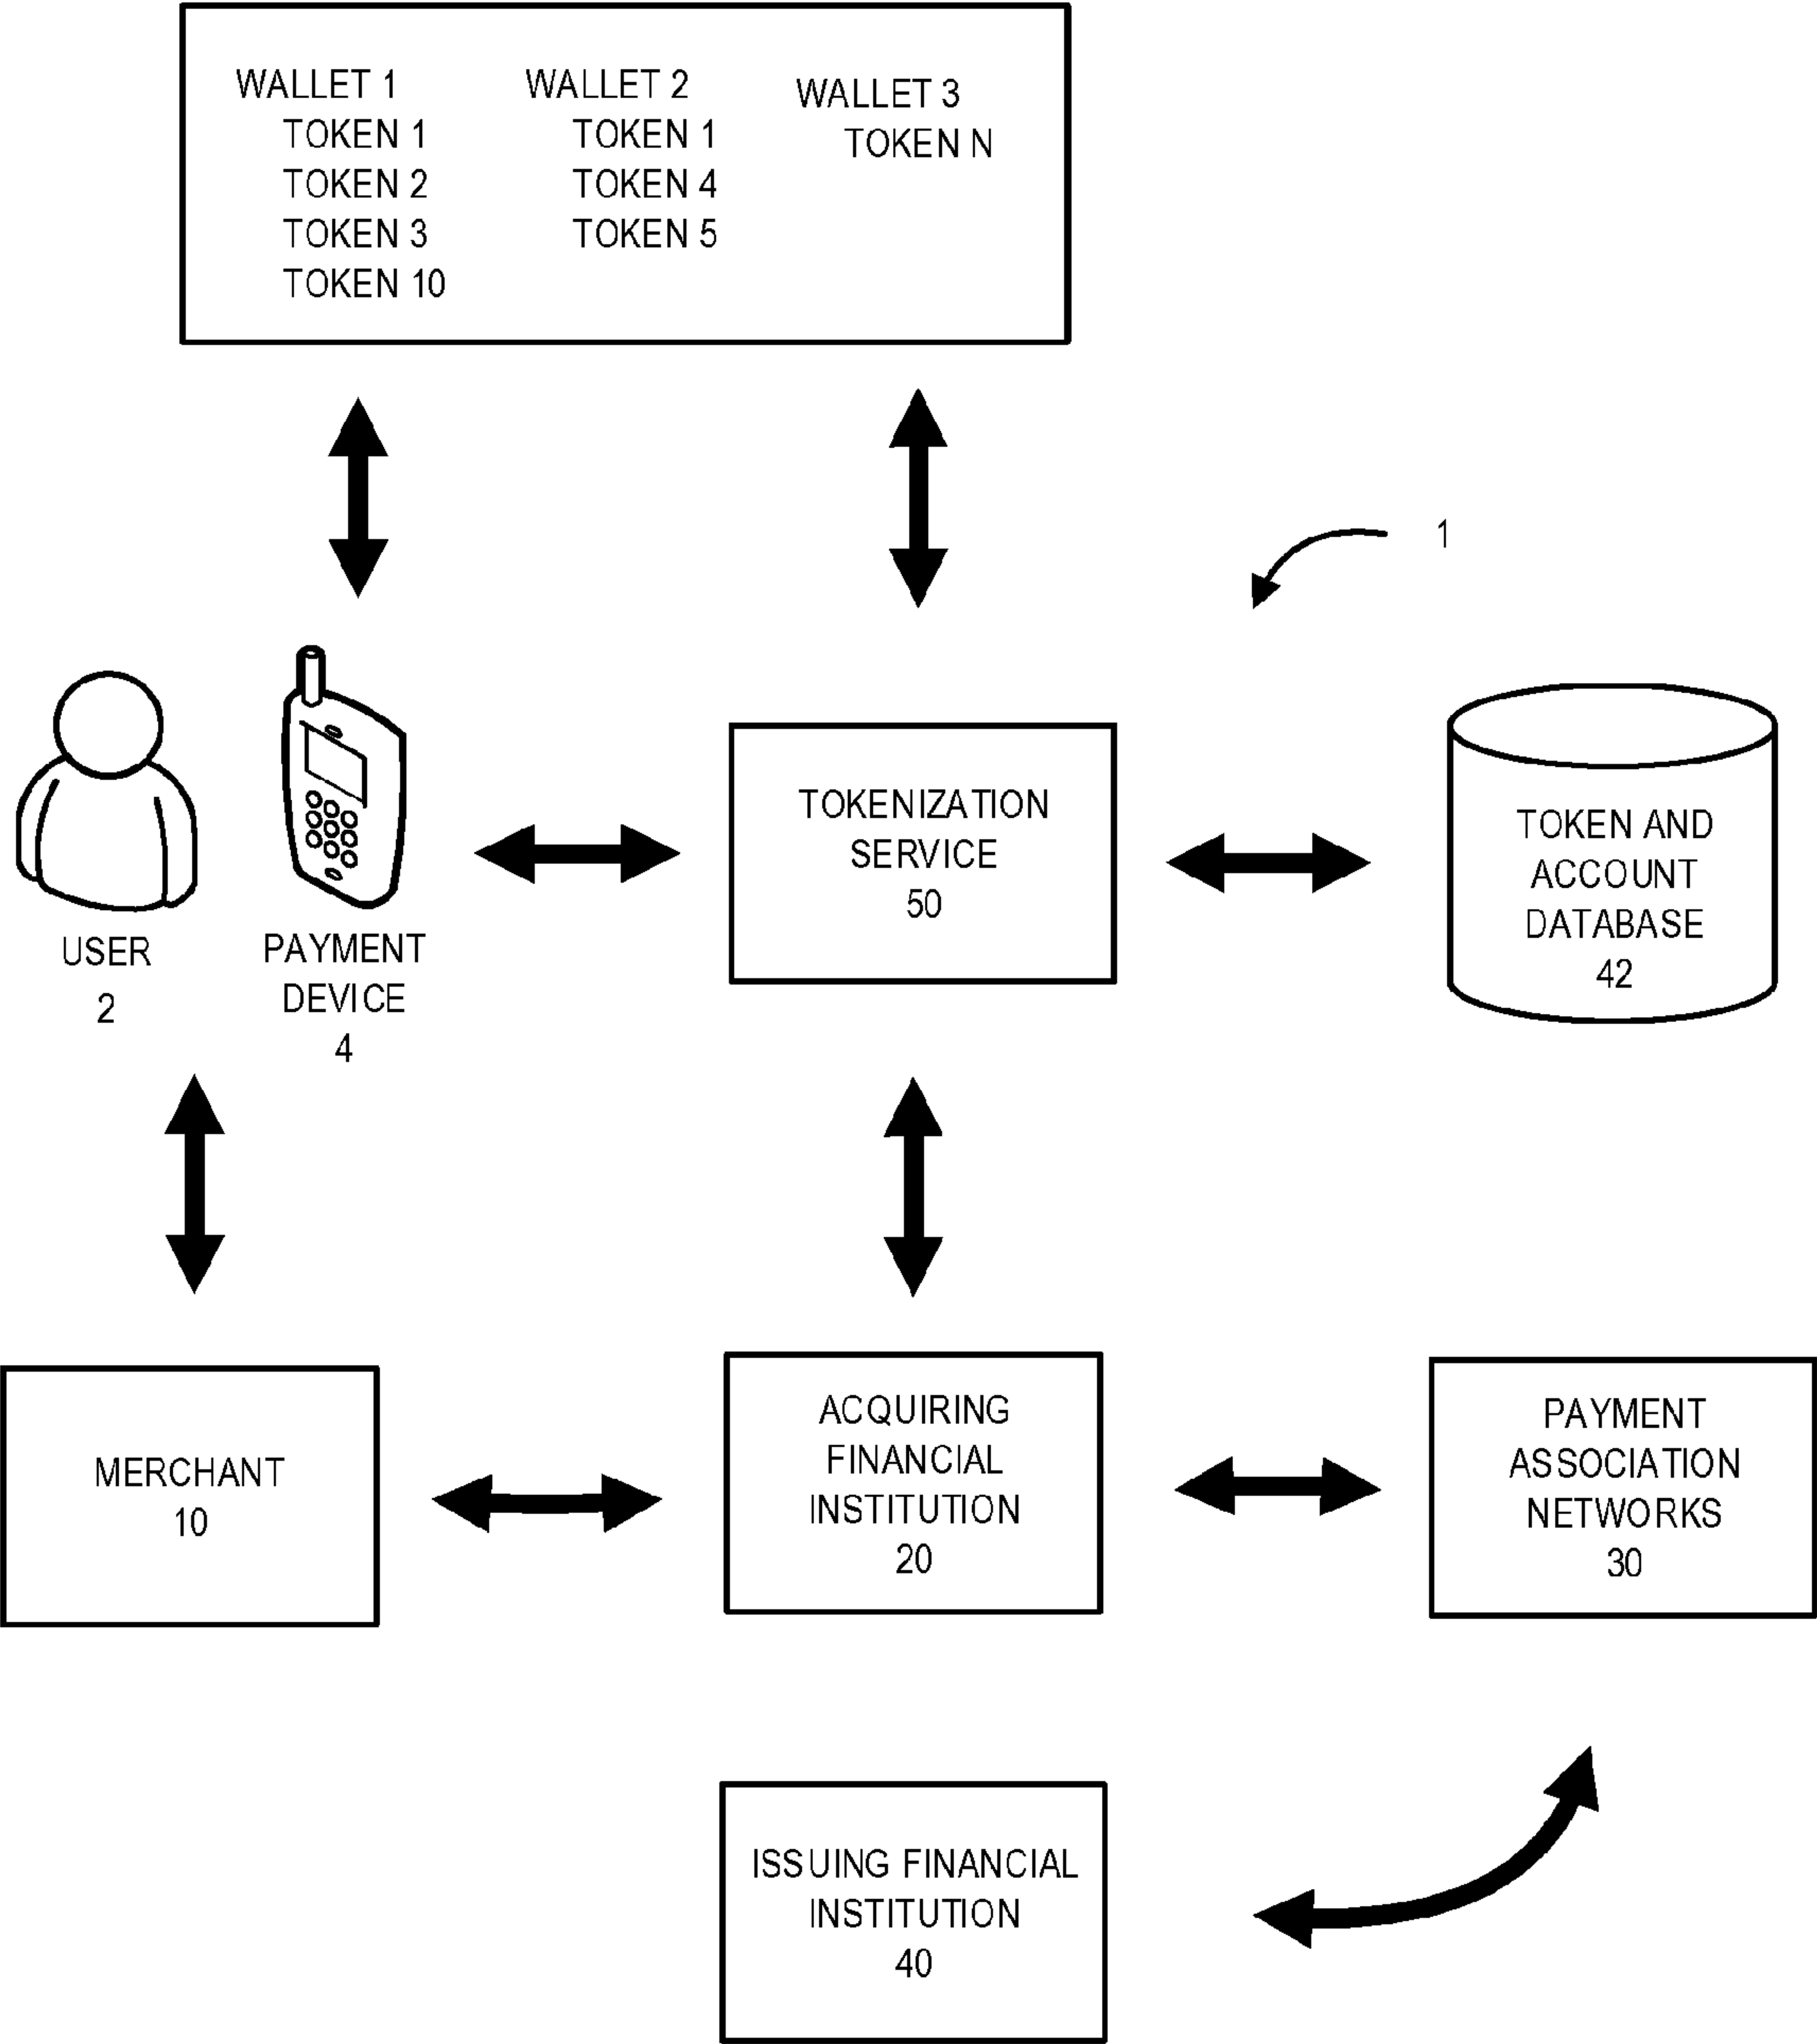 WALLET 1
TOKEN 1
TOKEN 2
TOKEN 3
TOKEN 10
WALLET 2
TOKEN 1
TOKEN 4
TOKEN 5
WALLET 3
TOKEN N
1
USER
2
PAYMENT
DEVICE
4
TOKENIZATION
SERVICE
50
TOKEN AND
ACCOUNT
DATABASE
42
MERCHANT
10
ACQUIRING
FINANCIAL
INSTITUTION
20
PAYMENT
ASSOCIATION
NETWORKS
30
ISSUING FINANCIAL
INSTITUTION
40